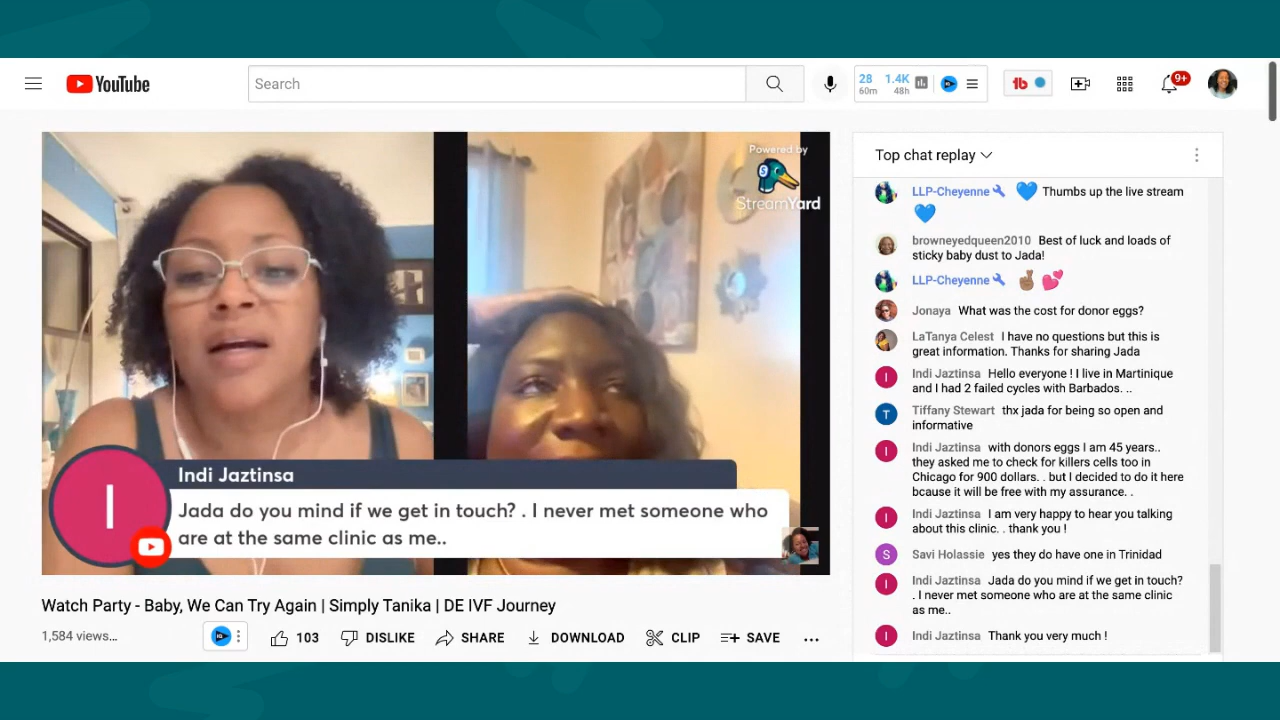 YouTube
Search
28
60m
1.4K
48h
9+
Powered by
StreamYard
Indi Jaztinsa
I
Jada do you mind if we get in touch? . I never met someone who
are at the same clinic as me..
Watch Party - Baby, We Can Try Again | Simply Tanika | DE IVF Journey
1,584 views...
103
DISLIKE
SHARE
DOWNLOAD
CLIP
SAVE
Top chat replay
LLP-Cheyenne Thumbs up the live stream
browneyedqueen2010 Best of luck and loads of
sticky baby dust to Jada!
LLP-Cheyenne
Jonaya What was the cost for donor eggs?
LaTanya Celest I have no questions but this is
great information. Thanks for sharing Jada
I Indi Jaztinsa Hello everyone ! I live in Martinique
and I had 2 failed cycles with Barbados. ..
T Tiffany Stewart thx jada for being so open and
informative
I Indi Jaztinsa with donors eggs I am 45 years..
they asked me to check for killers cells too in
Chicago for 900 dollars. . but I decided to do it here
bcause it will be free with my assurance. .
I Indi Jaztinsa I am very happy to hear you talking
about this clinic. . thank you !
S Savi Holassie yes they do have one in Trinidad
I Indi Jaztinsa Jada do you mind if we get in touch?
. I never met someone who are at the same clinic
as me..
I Indi Jaztinsa Thank you very much !